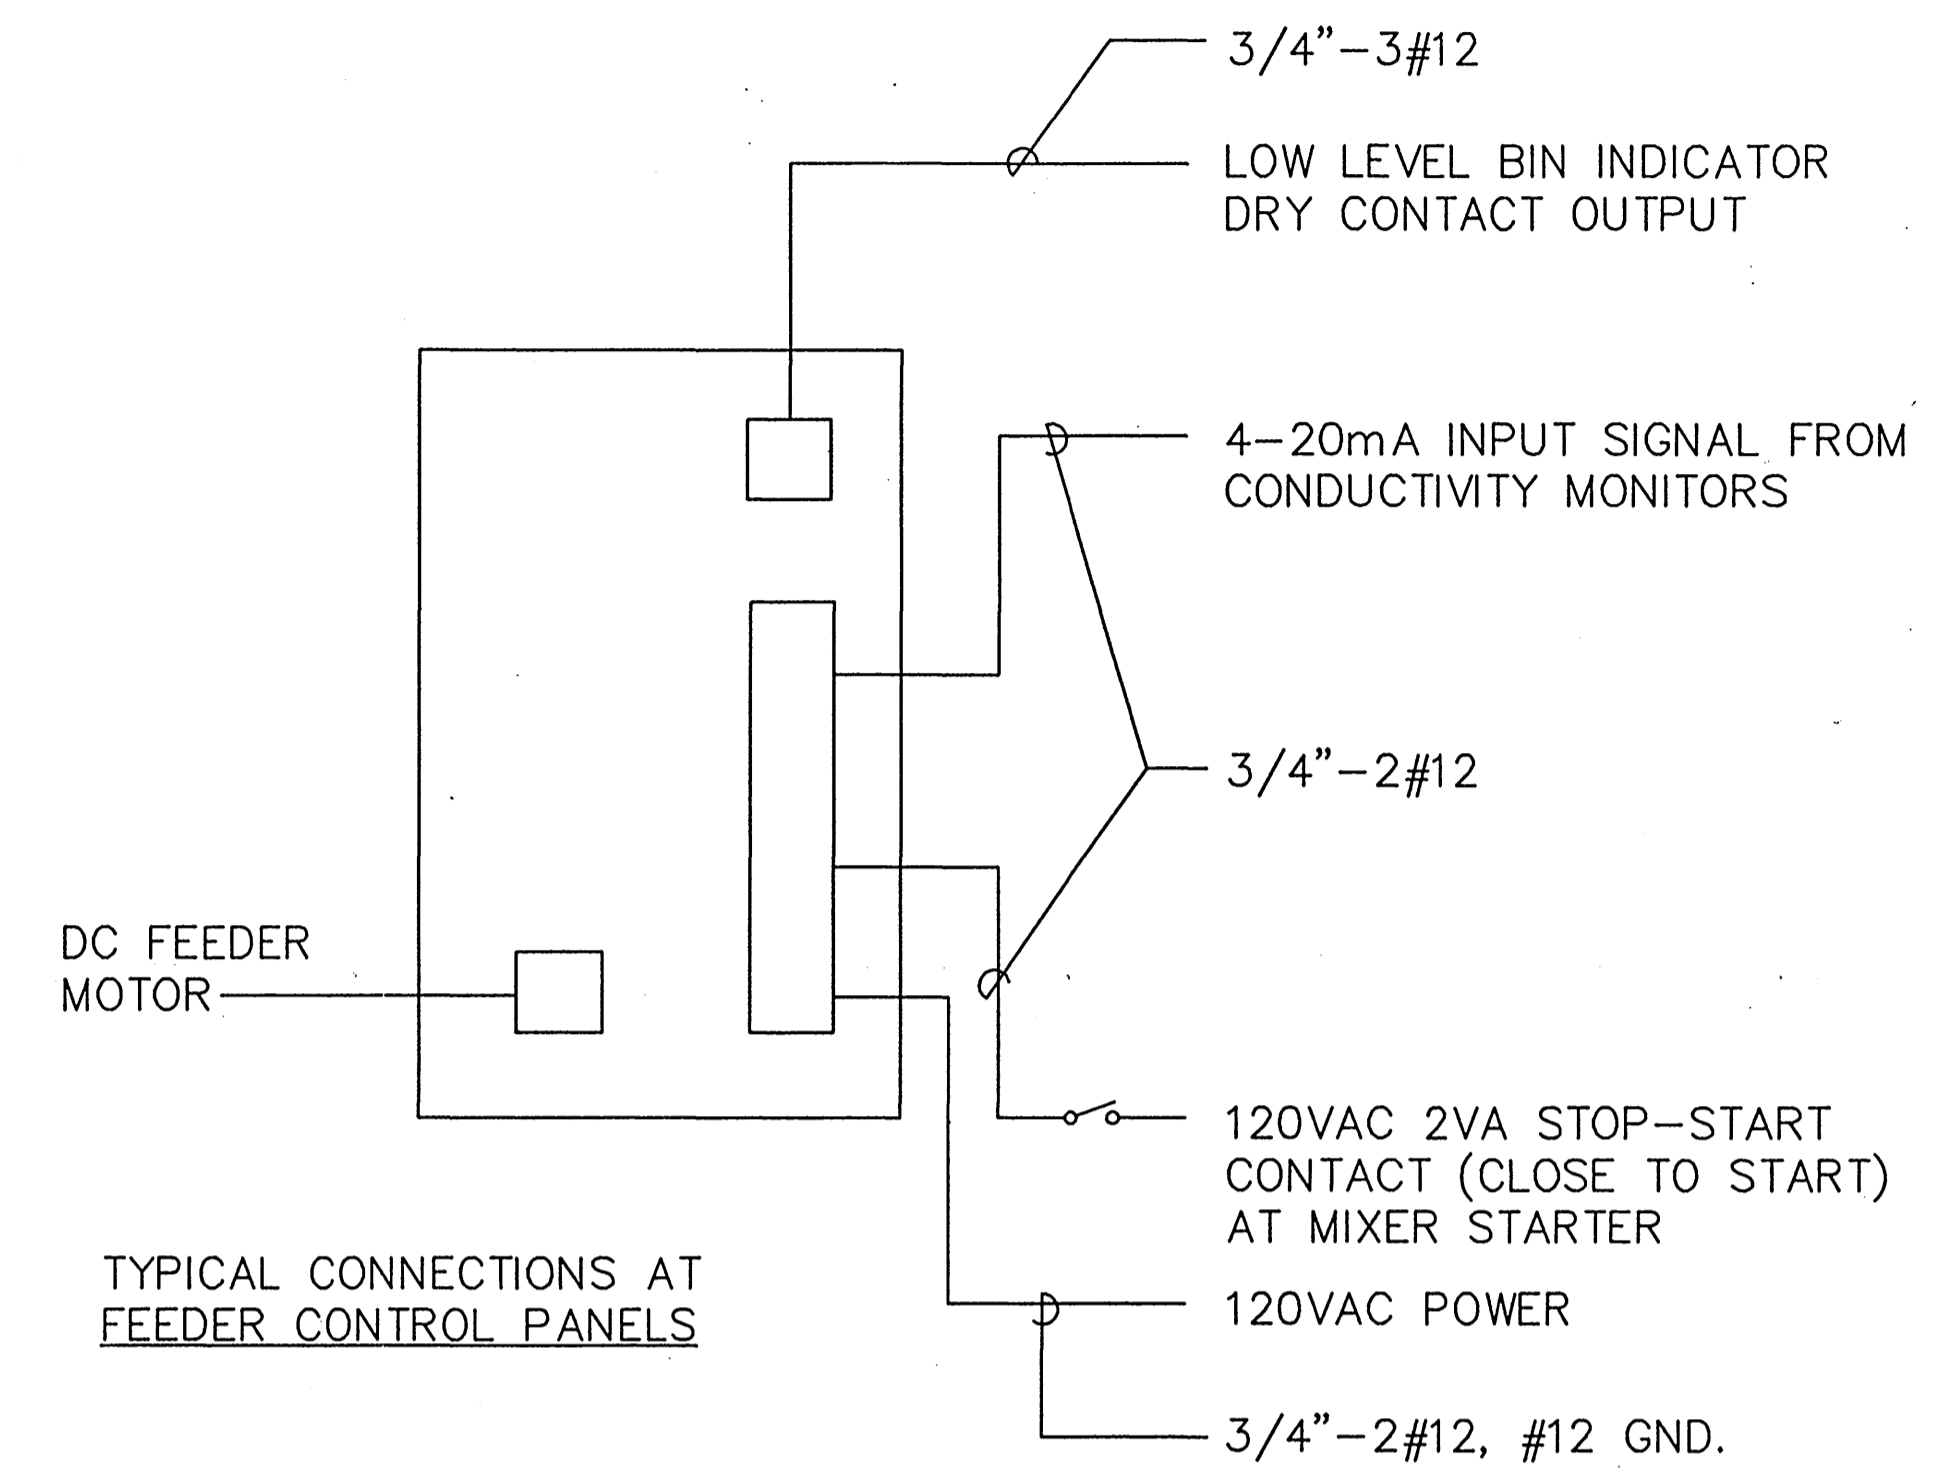 3/4"-3#12
LOW LEVEL BIN INDICATOR
DRY CONTACT OUTPUT
4-20mA INPUT SIGNAL FROM
CONDUCTIVITY MONITORS
3/4"-2#12
DC FEEDER
MOTOR
120VAC 2VA STOP-START
CONTACT (CLOSE TO START)
AT MIXER STARTER
TYPICAL CONNECTIONS AT
FEEDER CONTROL PANELS
120VAC POWER
3/4"-2#12, #12 GND.